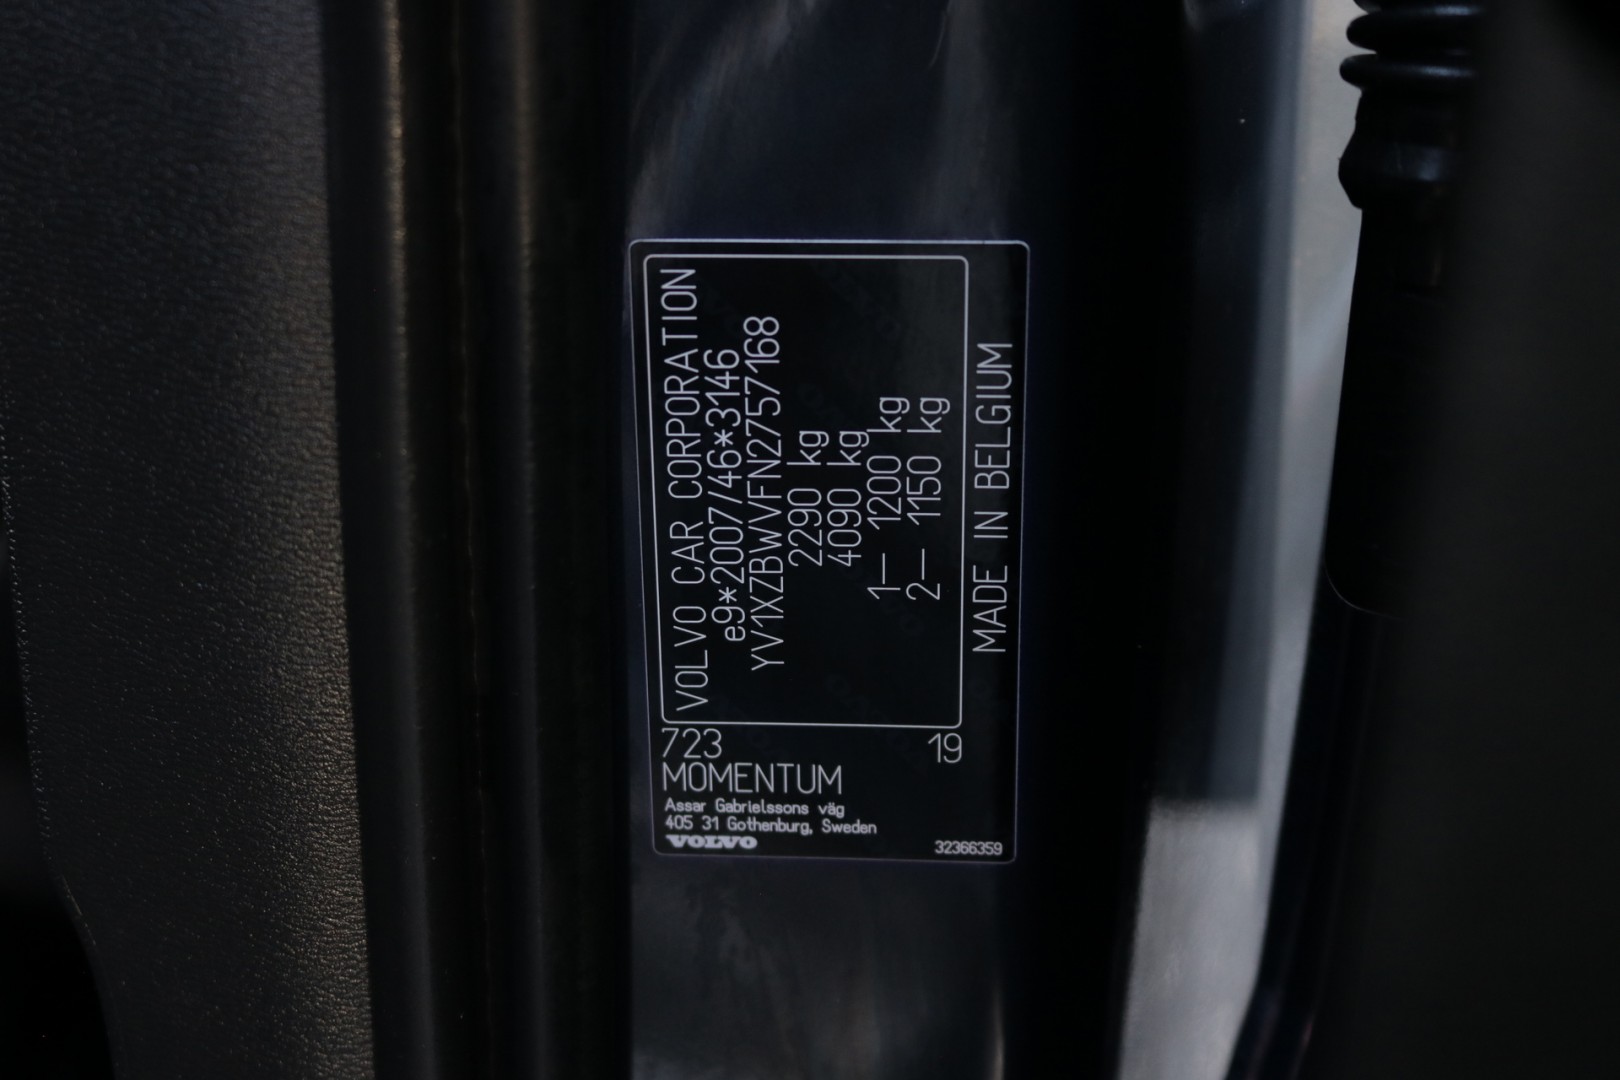 VOLVO CAR CORPORATION
e9*2007/46*3146
YV1XZBWVFN2757168
2290 kg
4090 kg
1— 1200 kg
2— 1150 kg
MADE IN BELGIUM
723 19
MOMENTUM
Assar Gabrielssons väg
405 31 Gothenburg, Sweden
VOLVO 32366359